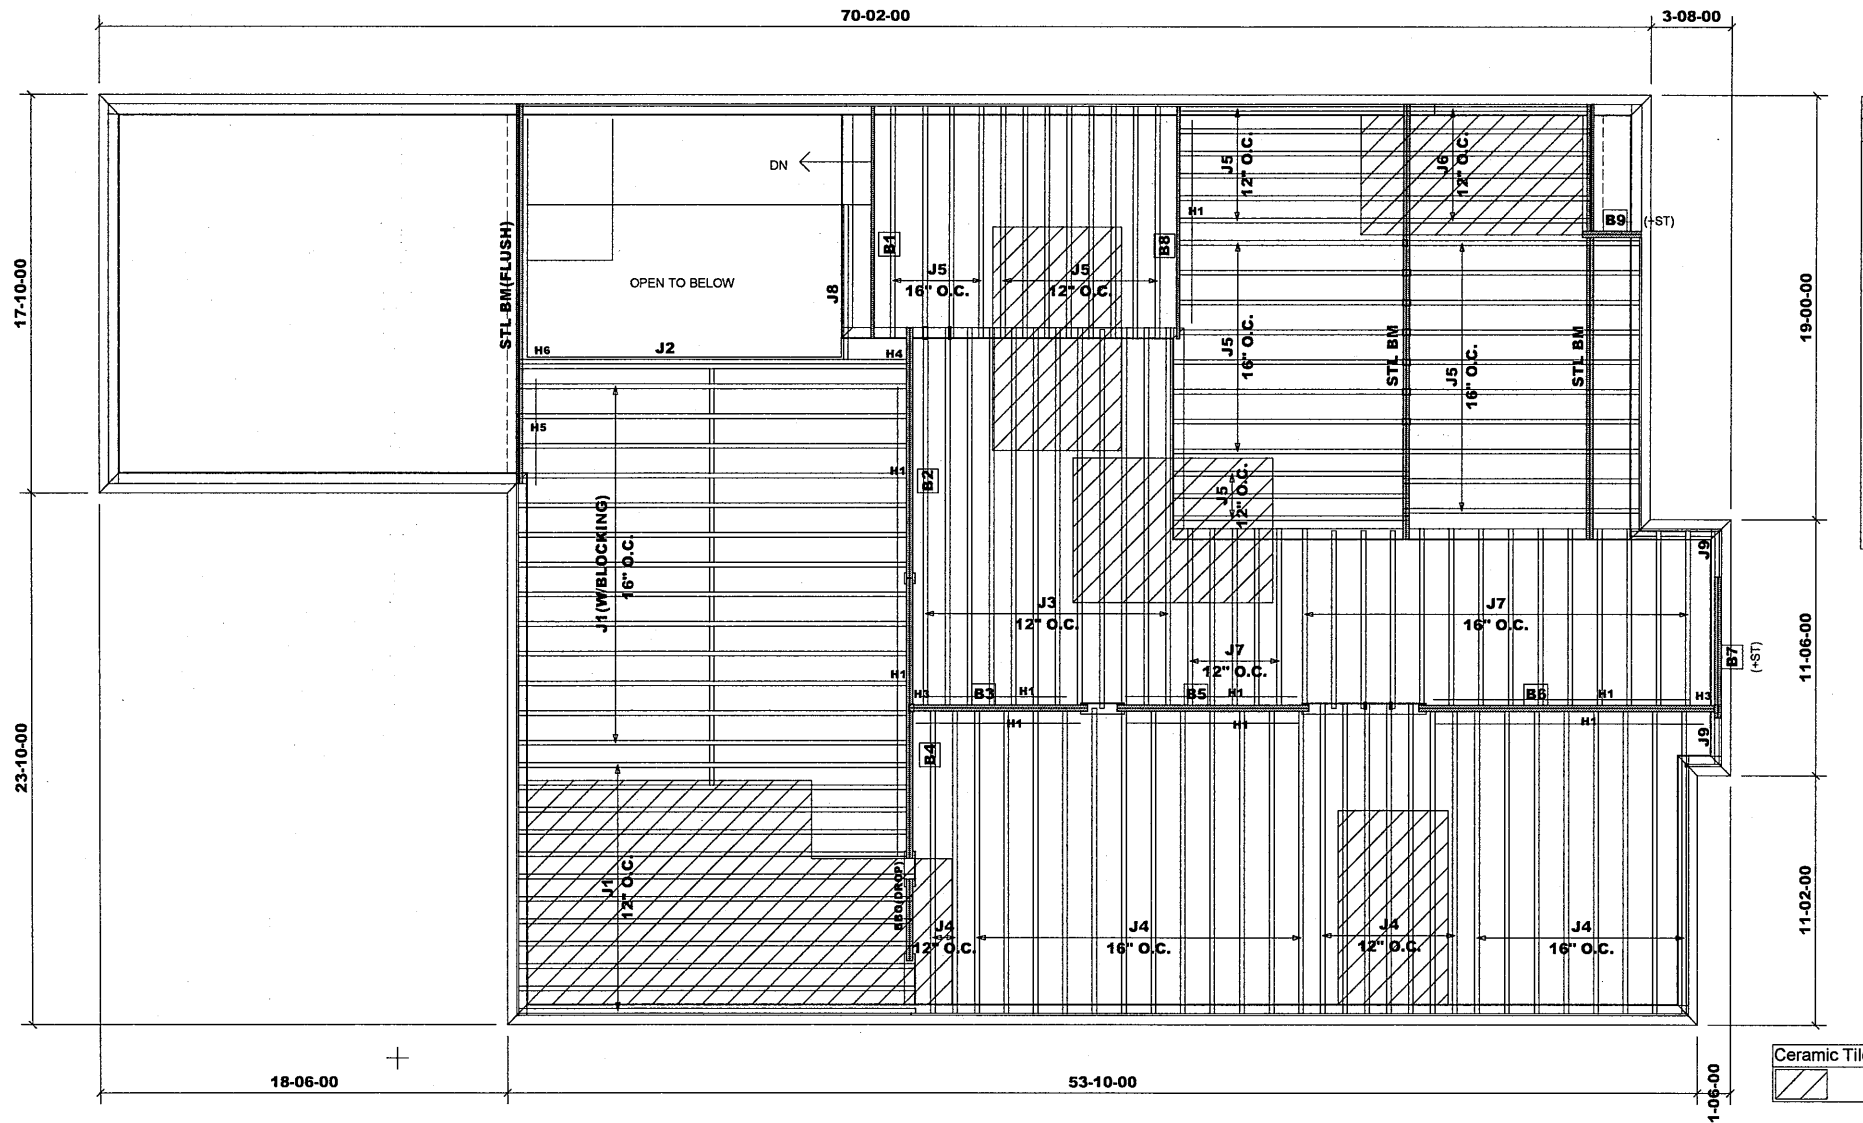 70-02-00
3-08-00
17-10-00
23-10-00
19-00-00
11-06-00
11-02-00
18-06-00
53-10-00
1-06-00
STL BM(FLUSH)
DN
OPEN TO BELOW
J8
J2
H6
H5
H4
B1
J5
16" O.C.
J5
12" O.C.
B8
H1
J5
12" O.C.
J6
12" O.C.
B9
(+ST)
J5
16" O.C.
STL BM
J5
16" O.C.
STL BM
J5
12" O.C.
J1(W/BLOCKING)
16" O.C.
H1
B2
H1
J3
12" O.C.
J7
12" O.C.
J7
16" O.C.
J9
B7
(+ST)
J9
H3
B3
H1
B5
H1
B6
H1
H3
H1
H1
H1
B4
J1
12" O.C.
BBO(DROP)
J4
12" O.C.
J4
16" O.C.
J4
12" O.C.
J4
16" O.C.
Ceramic Til